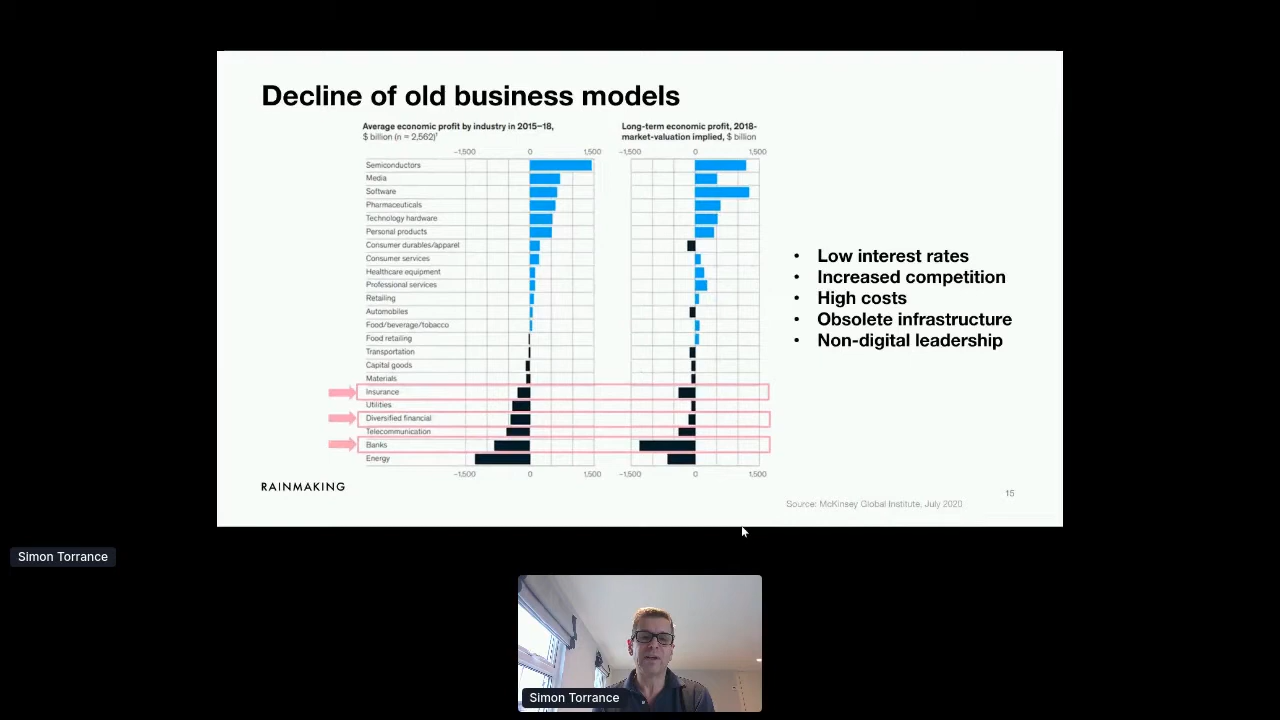 Decline of old business models
Average economic profit by industry in 2015–18,
$ billion (n = 2,562)¹
Long-term economic profit, 2018-
market-valuation implied, $ billion
–1,500 0 1,500
–1,500 0 1,500
Semiconductors
Media
Software
Pharmaceuticals
Technology hardware
Personal products
Consumer durables/apparel
Consumer services
Healthcare equipment
Professional services
Retailing
Automobiles
Food/beverage/tobacco
Food retailing
Transportation
Capital goods
Materials
Insurance
Utilities
Diversified financial
Telecommunication
Banks
Energy
–1,500 0 1,500
–1,500 0 1,500
• Low interest rates
• Increased competition
• High costs
• Obsolete infrastructure
• Non-digital leadership
RAINMAKING
15
Source: McKinsey Global Institute, July 2020
Simon Torrance
Simon Torrance